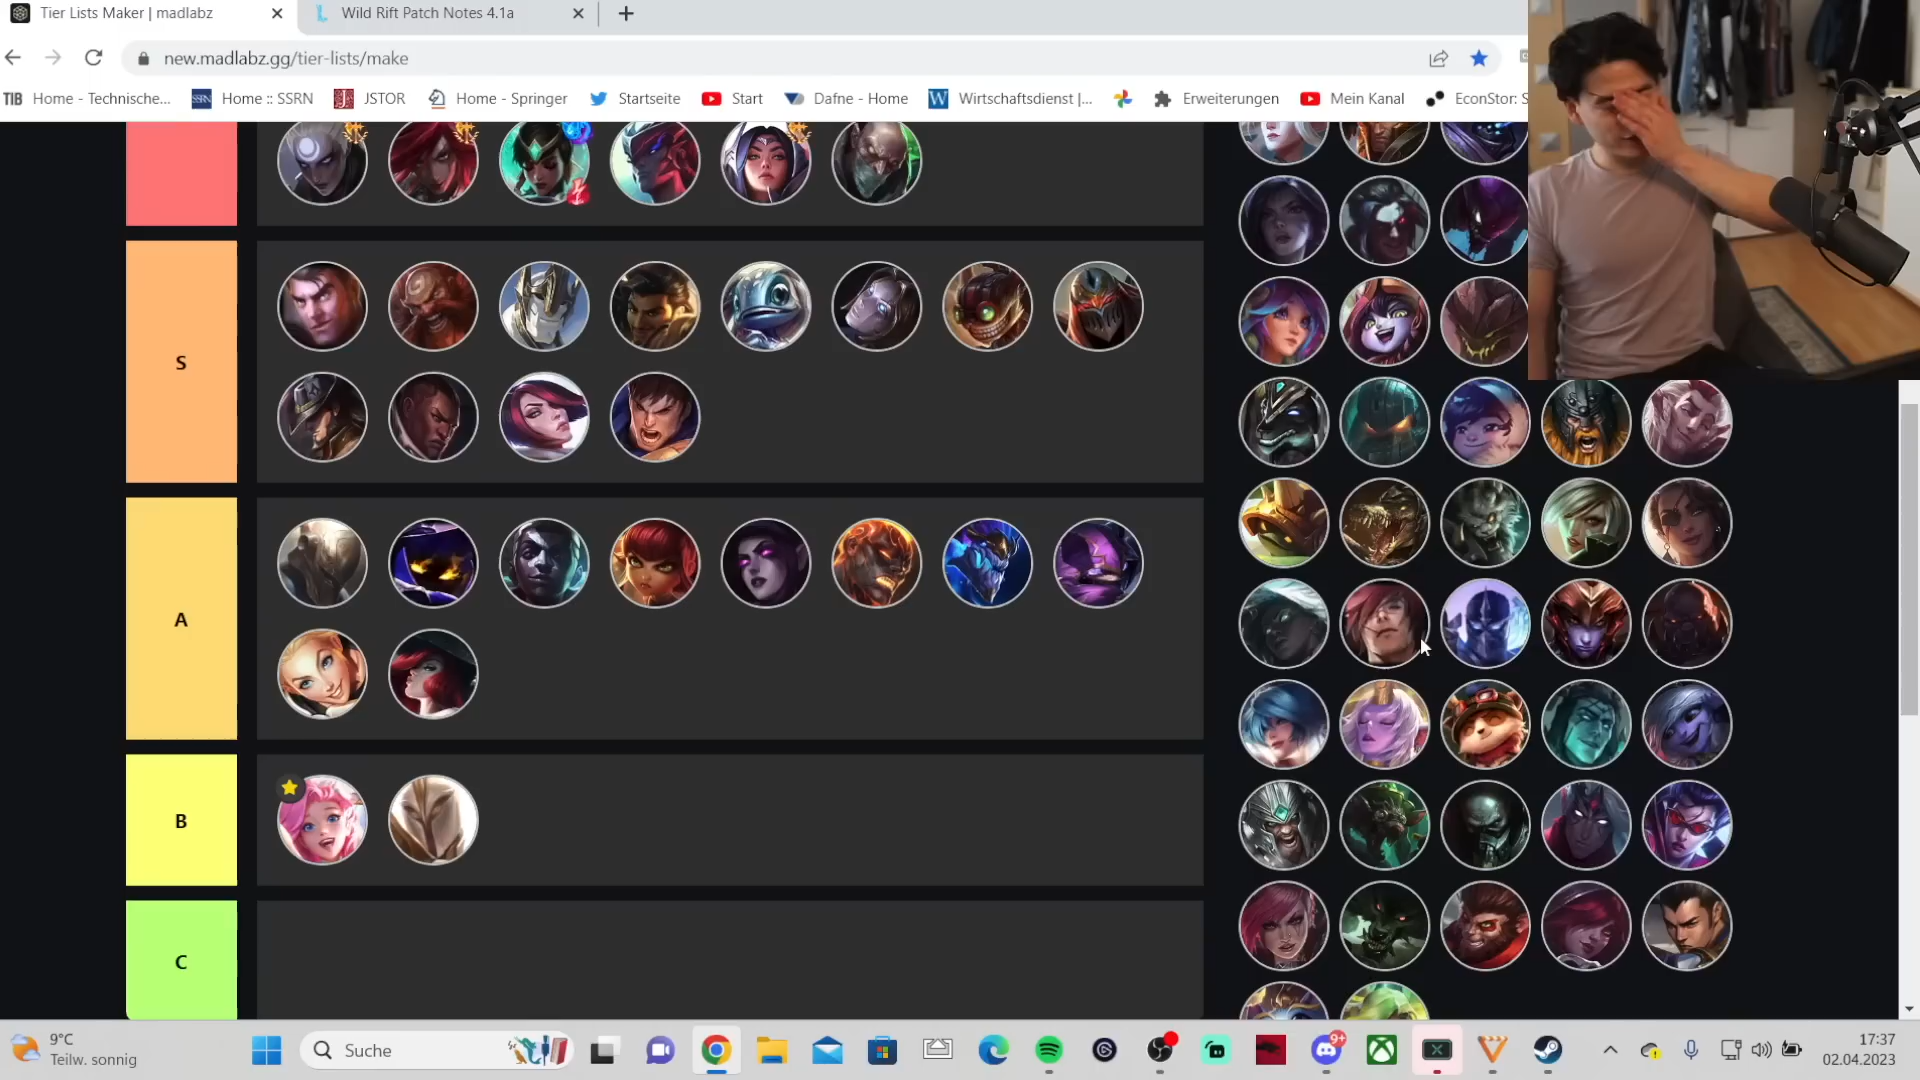 Tier Lists Maker | madlabz
Wild Rift Patch Notes 4.1a
new.madlabz.gg/tier-lists/make
TIB Home - Technische...
SSRN Home :: SSRN
JSTOR
Home - Springer
Startseite
Start
Dafne - Home
W Wirtschaftsdienst |...
Erweiterungen
Mein Kanal
EconStor: S
S
A
B
C
9°C
Teilw. sonnig
Suche
9+
17:37
02.04.2023